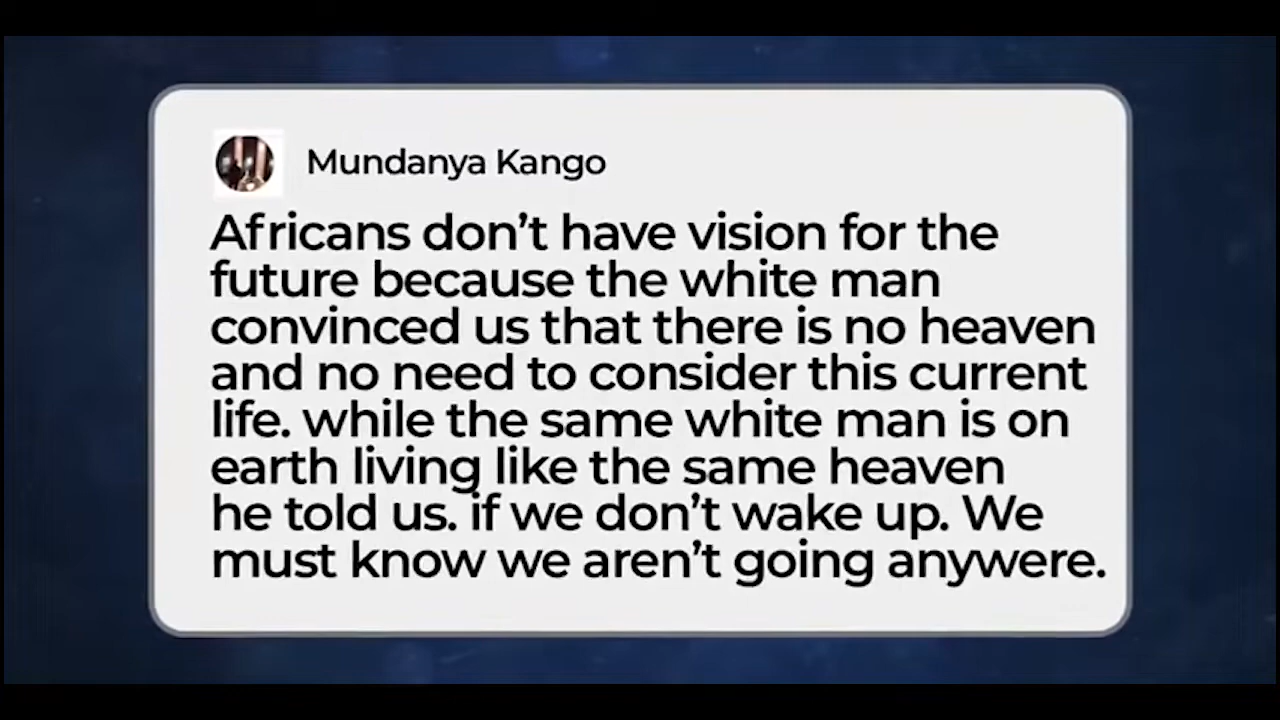 Mundanya Kango
Africans don't have vision for the
future because the white man
convinced us that there is no heaven
and no need to consider this current
life. while the same white man is on
earth living like the same heaven
he told us. if we don't wake up. We
must know we aren't going anywere.